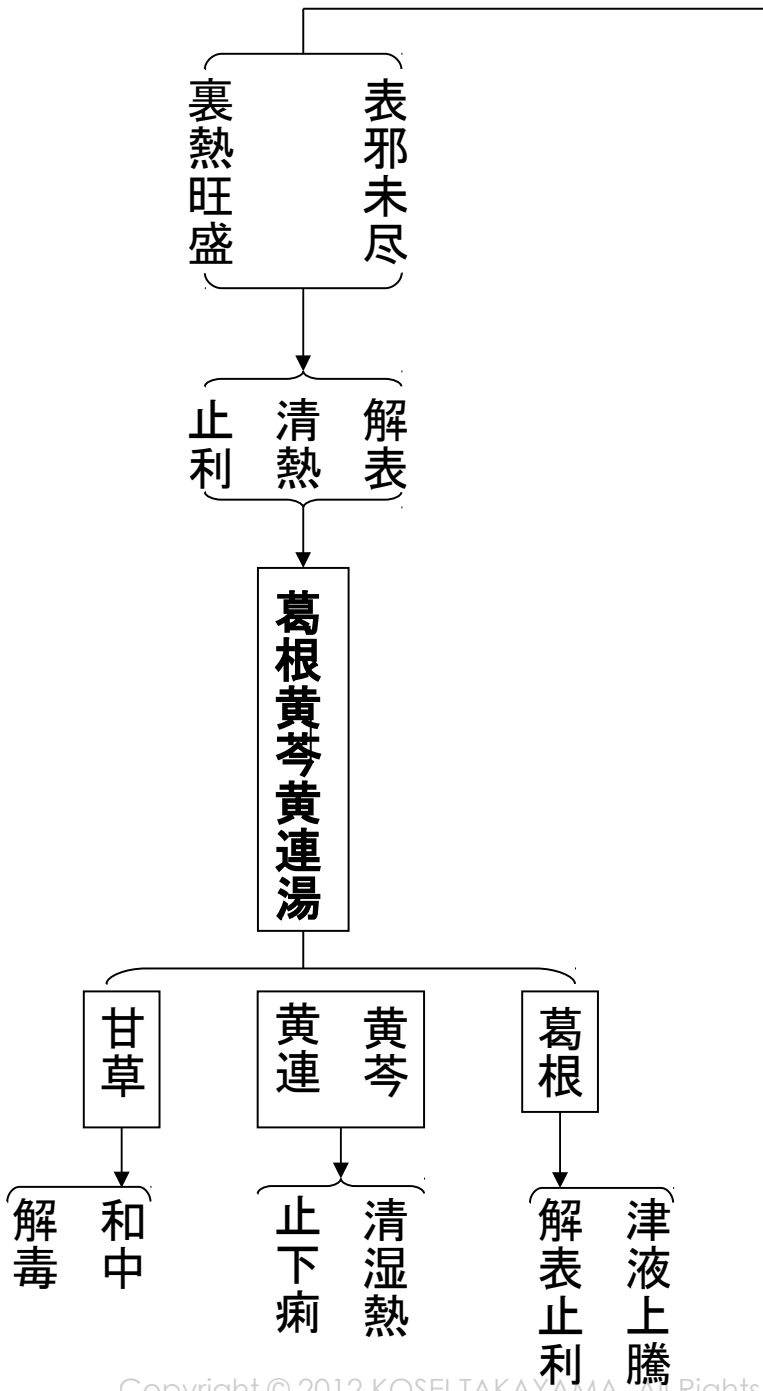 表邪未尽
裏熱旺盛
解表
清熱
止利
葛根黄芩黄連湯
葛根
黄芩
黄連
甘草
津液上騰
解表止利
清湿熱
止下痢
和中
解毒
Copyright © 2012 KOSEI TAKAYAMA. All Rights